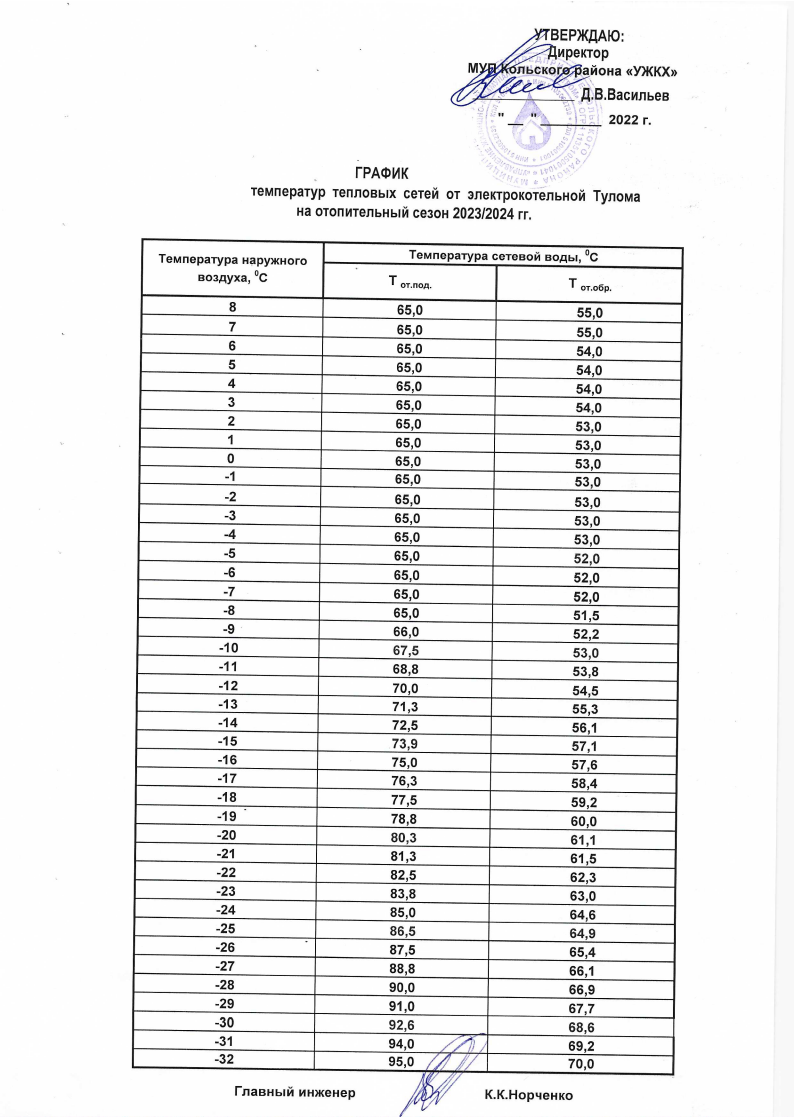 УТВЕРЖДАЮ:
Директор
МУП Кольского района «УЖКХ»
Д.В.Васильев
"__ "________ 2022 г.
ГРАФИК
температур тепловых сетей от электрокотельной Тулома
на отопительный сезон 2023/2024 гг.
Температура наружного воздуха, ⁰С Температура сетевой воды, ⁰С
Т от.под. Т от.обр.
8 65,0 55,0
7 65,0 55,0
6 65,0 54,0
5 65,0 54,0
4 65,0 54,0
3 65,0 54,0
2 65,0 53,0
1 65,0 53,0
0 65,0 53,0
-1 65,0 53,0
-2 65,0 53,0
-3 65,0 53,0
-4 65,0 53,0
-5 65,0 52,0
-6 65,0 52,0
-7 65,0 52,0
-8 65,0 51,5
-9 66,0 52,2
-10 67,5 53,0
-11 68,8 53,8
-12 70,0 54,5
-13 71,3 55,3
-14 72,5 56,1
-15 73,9 57,1
-16 75,0 57,6
-17 76,3 58,4
-18 77,5 59,2
-19 78,8 60,0
-20 80,3 61,1
-21 81,3 61,5
-22 82,5 62,3
-23 83,8 63,0
-24 85,0 64,6
-25 86,5 64,9
-26 87,5 65,4
-27 88,8 66,1
-28 90,0 66,9
-29 91,0 67,7
-30 92,6 68,6
-31 94,0 69,2
-32 95,0 70,0
Главный инженер К.К.Норченко